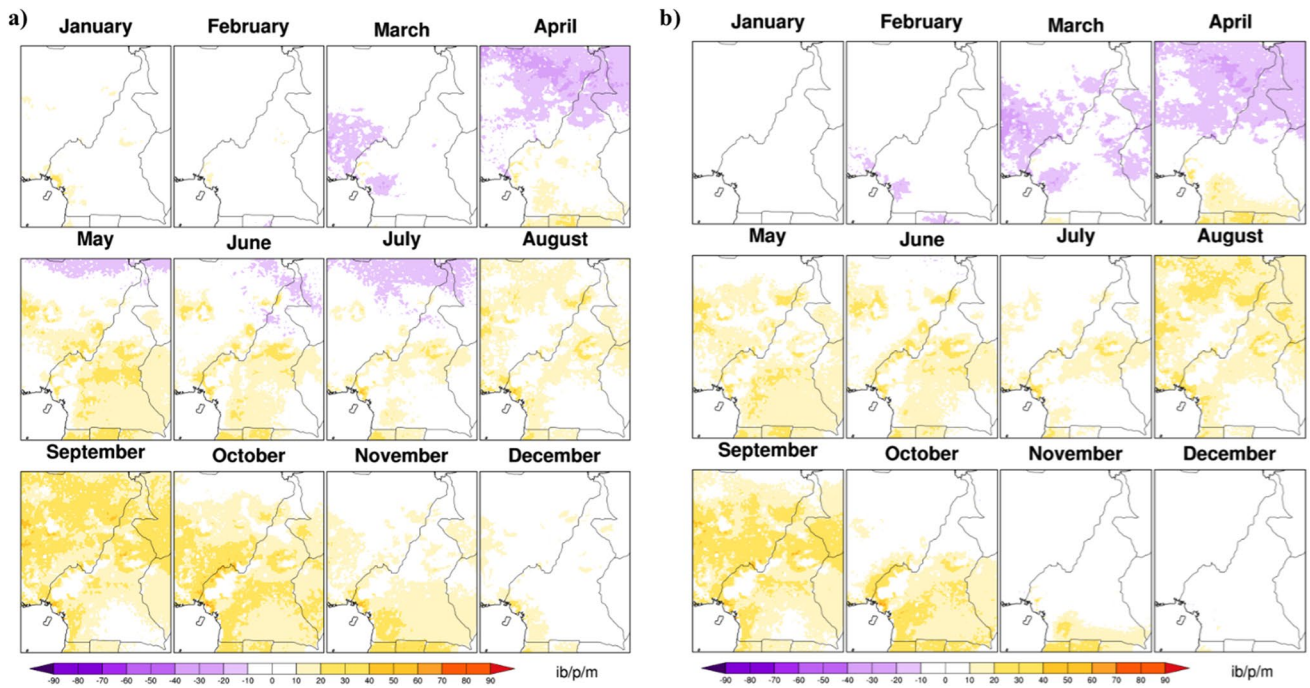 a)
January February March April
May June July August
September October November December
-90 -80 -70 -60 -50 -40 -30 -20 -10 0 10 20 30 40 50 60 70 80 90 ib/p/m
b)
January February March April
May June July August
September October November December
-90 -80 -70 -60 -50 -40 -30 -20 -10 0 10 20 30 40 50 60 70 80 90 ib/p/m